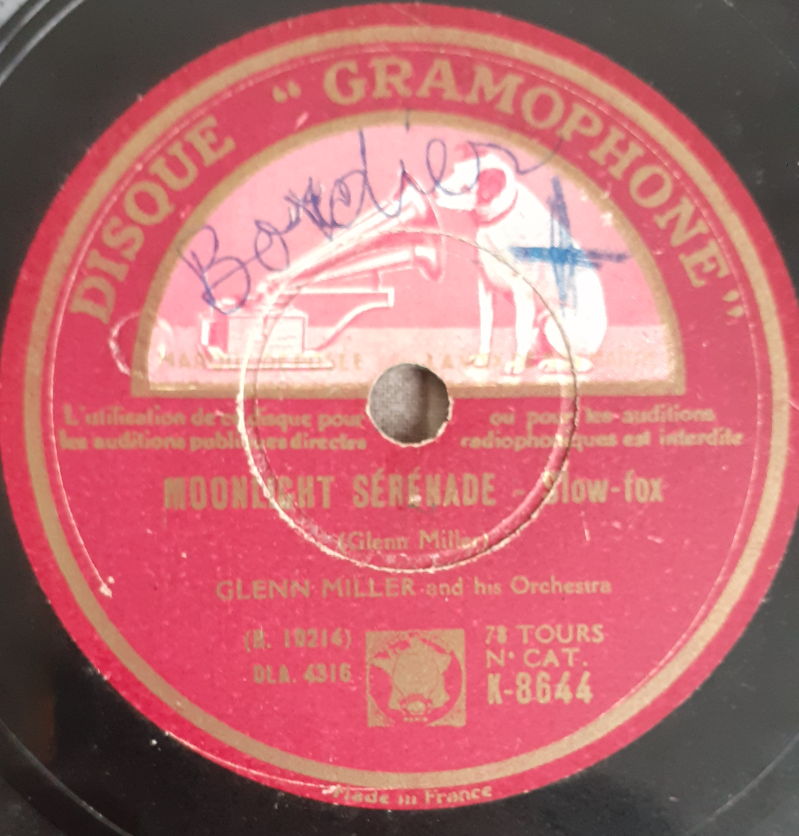 DISQUE "GRAMOPHONE"
Bordier
L'utilisation de ce disque pour ou pour les auditions
les auditions publiques directes radiophoniques est interdite
MOONLIGHT SÉRÉNADE - Slow-fox
(Glenn Miller)
GLENN MILLER and his Orchestra
(B. 10214)
OLA. 4316
78 TOURS
N° CAT.
K-8644
Made in France